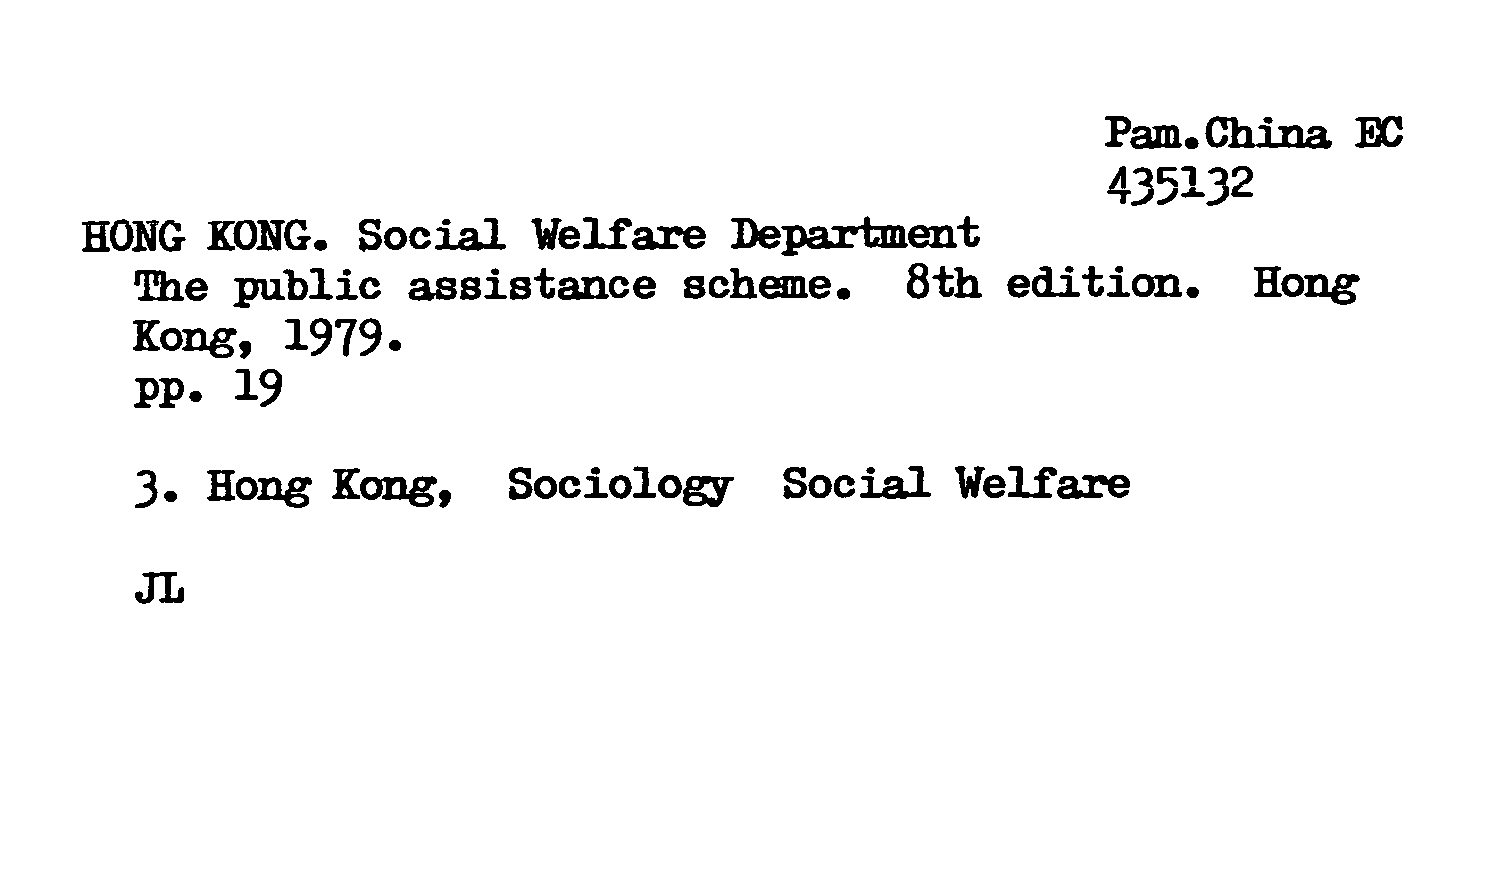 Pam.China EC
435132
HONG KONG. Social Welfare Department
The public assistance scheme. 8th edition. Hong
Kong, 1979.
pp. 19
3. Hong Kong, Sociology Social Welfare
JL